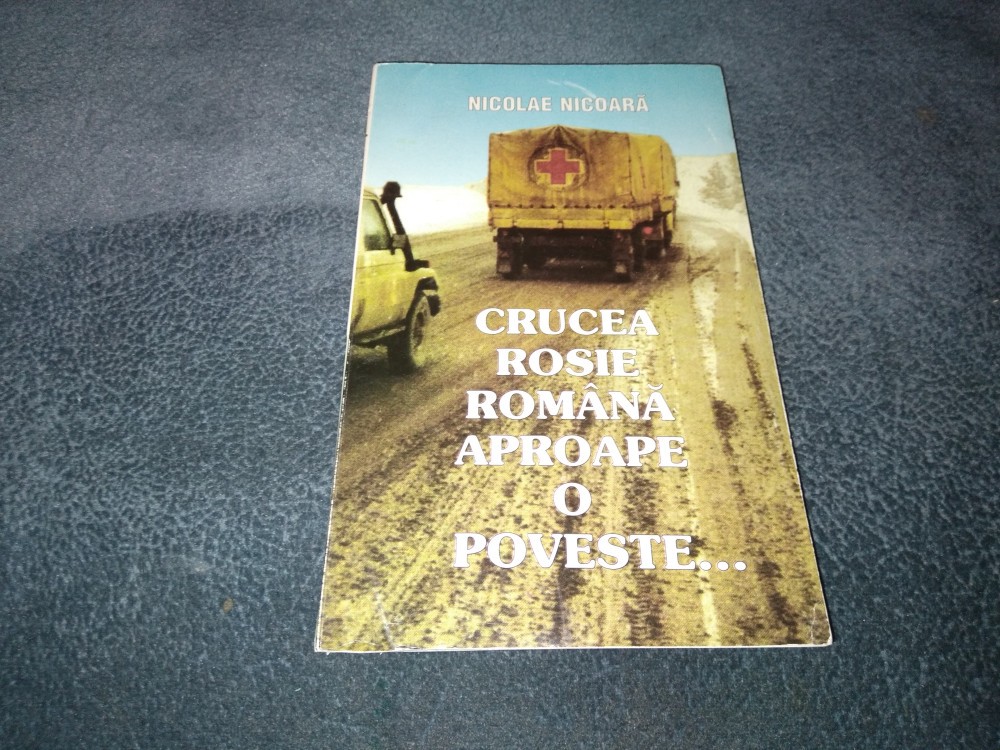 NICOLAE NICOARĂ
CRUCEA
ROSIE
ROMÂNĂ
APROAPE
O
POVESTE...